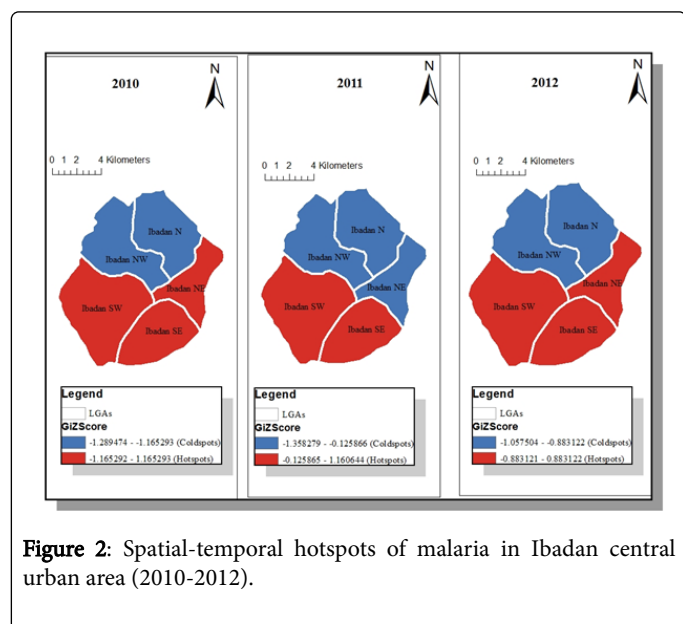 2010
N
0 1 2 4 Kilometers
Ibadan N
Ibadan NW
Ibadan NE
Ibadan SW
Ibadan SE
Legend
LGAs
GiZScore
-1.289474 - -1.165293 (Coldspots)
-1.165292 - 1.165293 (Hotspots)
2011
N
0 1 2 4 Kilometers
Ibadan N
Ibadan NW
Ibadan NE
Ibadan SW
Ibadan SE
Legend
LGAs
GiZScore
-1.358279 - -0.125866 (Coldspots)
-0.125865 - 1.160644 (Hotspots)
2012
N
0 1 2 4 Kilometers
Ibadan N
Ibadan NW
Ibadan NE
Ibadan SW
Ibadan SE
Legend
LGAs
GiZScore
-1.057504 - -0.883122 (Coldspots)
-0.883121 - 0.883122 (Hotspots)
Figure 2: Spatial-temporal hotspots of malaria in Ibadan central
urban area (2010-2012).